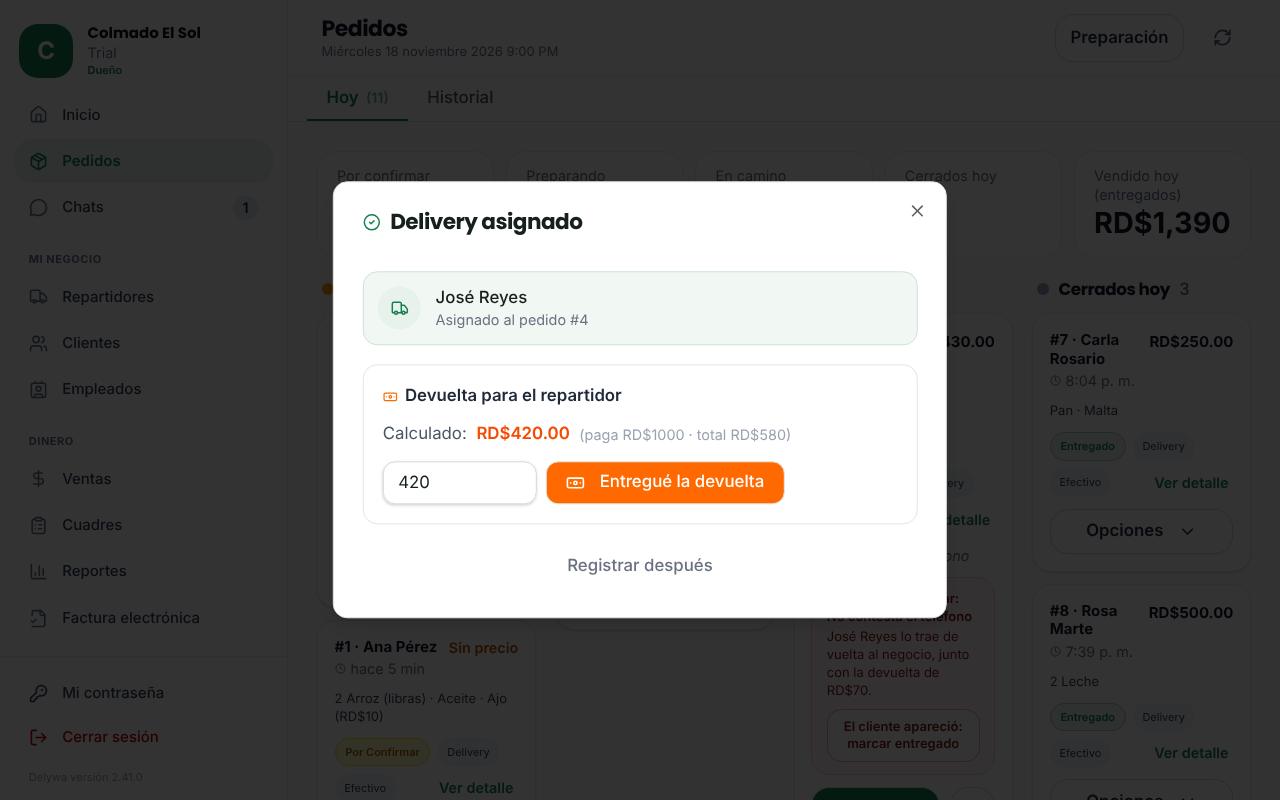 C
Colmado El Sol
Trial
Dueño
Inicio
Pedidos
Chats
1
MI NEGOCIO
Repartidores
Clientes
Empleados
DINERO
Ventas
Cuadres
Reportes
Factura electrónica
Mi contraseña
Cerrar sesión
Delywa versión 2.41.0
Pedidos
Miércoles 18 noviembre 2026 9:00 PM
Preparación
Hoy (11)
Historial
Por confirmar
Preparando
En camino
Cerrados hoy
Vendido hoy
(entregados)
RD$1,390
Delivery asignado
José Reyes
Asignado al pedido #4
Devuelta para el repartidor
Calculado: RD$420.00 (paga RD$1000 · total RD$580)
420
Entregué la devuelta
Registrar después
#1 · Ana Pérez
Sin precio
hace 5 min
2 Arroz (libras) · Aceite · Ajo
(RD$10)
Por Confirmar
Delivery
Efectivo
Ver detalle
430.00
José Reyes lo trae de
vuelta al negocio, junto
con la devuelta de
RD$70.
El cliente apareció:
marcar entregado
Cerrados hoy 3
#7 · Carla
Rosario
RD$250.00
8:04 p. m.
Pan · Malta
Entregado
Delivery
Efectivo
Ver detalle
Opciones
#8 · Rosa
Marte
RD$500.00
7:39 p. m.
2 Leche
Entregado
Delivery
Efectivo
Ver detalle
Opciones